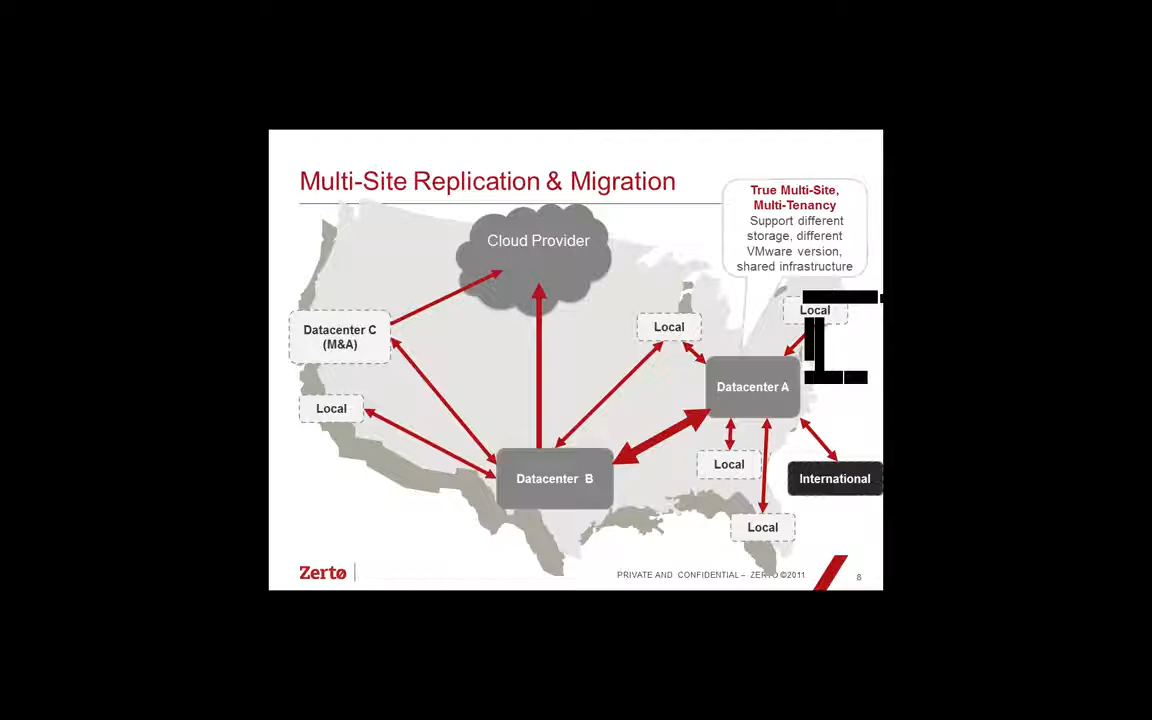 Multi-Site Replication & Migration
True Multi-Site,
Multi-Tenancy
Support different
storage, different
VMware version,
shared infrastructure
Cloud Provider
Local
Datacenter C
(M&A)
Local
Datacenter A
Local
Local
Datacenter B
International
Local
Zerto
PRIVATE AND CONFIDENTIAL – ZERTO ©2011
8